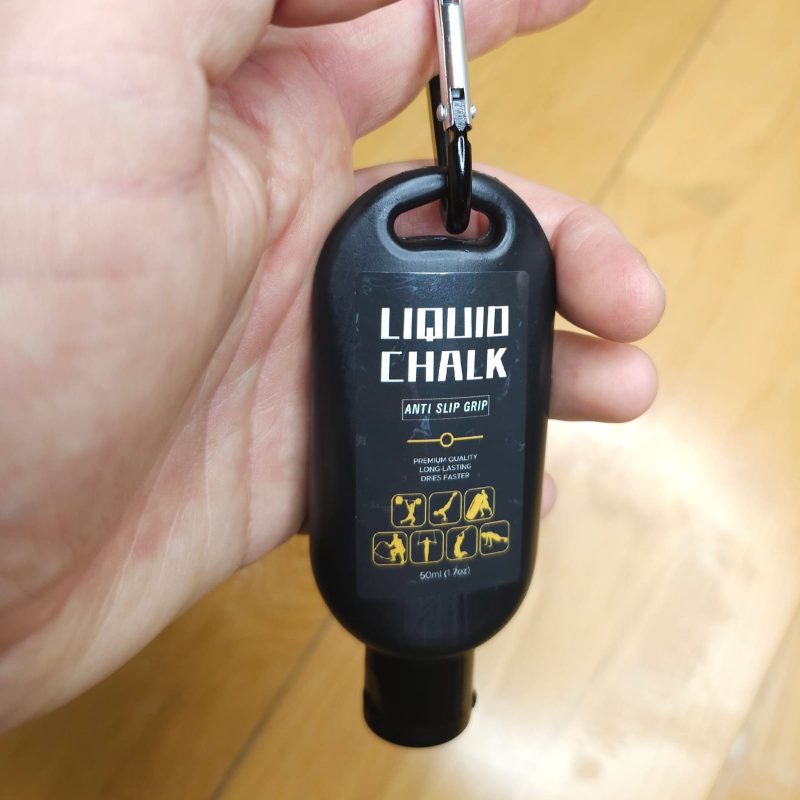 LIQUID
CHALK
ANTI SLIP GRIP
PREMIUM QUALITY
LONG-LASTING
DRIES FASTER
50ml (1.7oz)